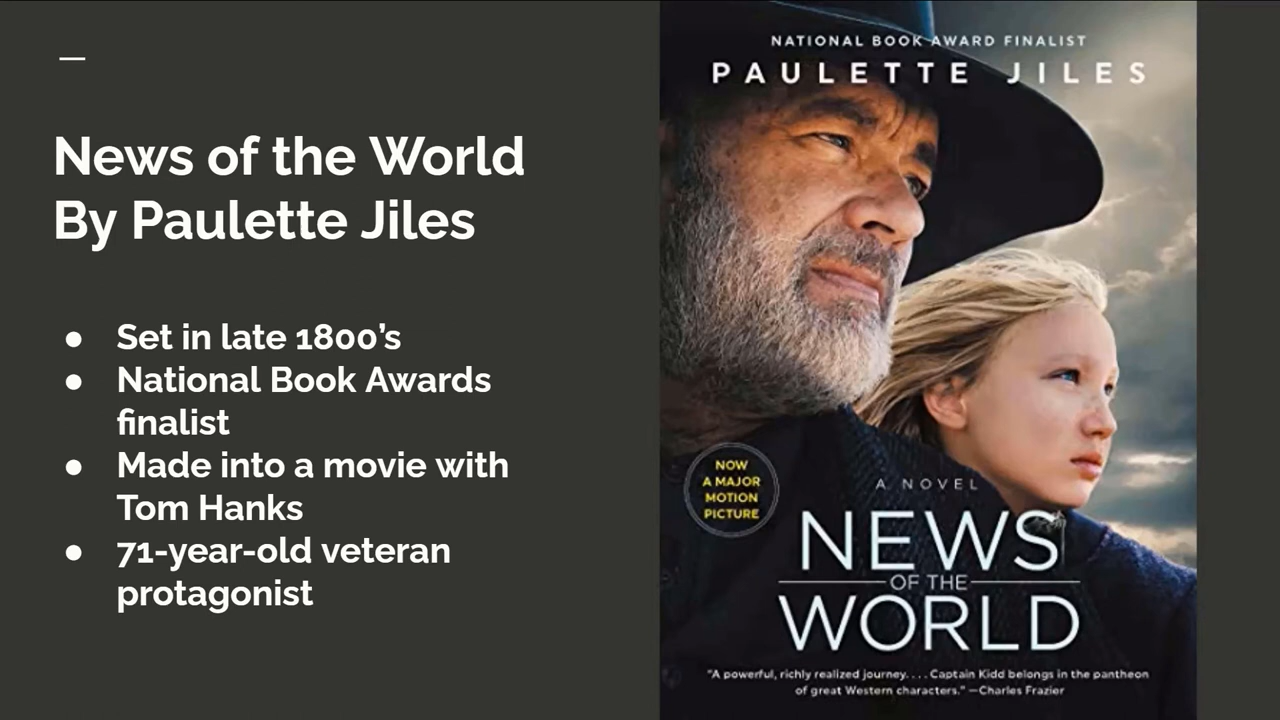 News of the World
By Paulette Jiles
● Set in late 1800’s
● National Book Awards
finalist
● Made into a movie with
Tom Hanks
● 71-year-old veteran
protagonist
NATIONAL BOOK AWARD FINALIST
PAULETTE JILES
NOW
A MAJOR
MOTION
PICTURE
A NOVEL
NEWS
OF THE
WORLD
“A powerful, richly realized journey. . . . Captain Kidd belongs in the pantheon
of great Western characters.” —Charles Frazier